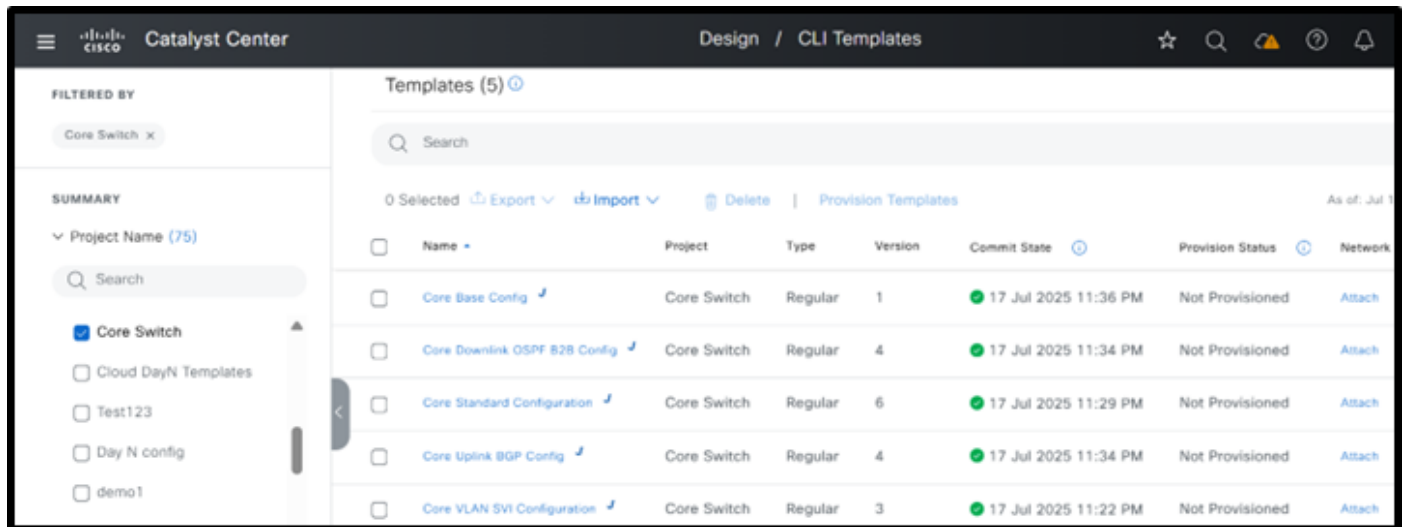 CISCO Catalyst Center Design / CLI Templates
FILTERED BY
Core Switch ×
SUMMARY
Project Name (75)
Search
Core Switch
Cloud DayN Templates
Test123
Day N config
demo1
Templates (5)
Search
0 Selected Export Import Delete | Provision Templates As of: Jul 1
Name Project Type Version Commit State Provision Status Network
Core Base Config J Core Switch Regular 1 17 Jul 2025 11:36 PM Not Provisioned Attach
Core Downlink OSPF B2B Config J Core Switch Regular 4 17 Jul 2025 11:34 PM Not Provisioned Attach
Core Standard Configuration J Core Switch Regular 6 17 Jul 2025 11:29 PM Not Provisioned Attach
Core Uplink BGP Config J Core Switch Regular 4 17 Jul 2025 11:34 PM Not Provisioned Attach
Core VLAN SVI Configuration J Core Switch Regular 3 17 Jul 2025 11:22 PM Not Provisioned Attach